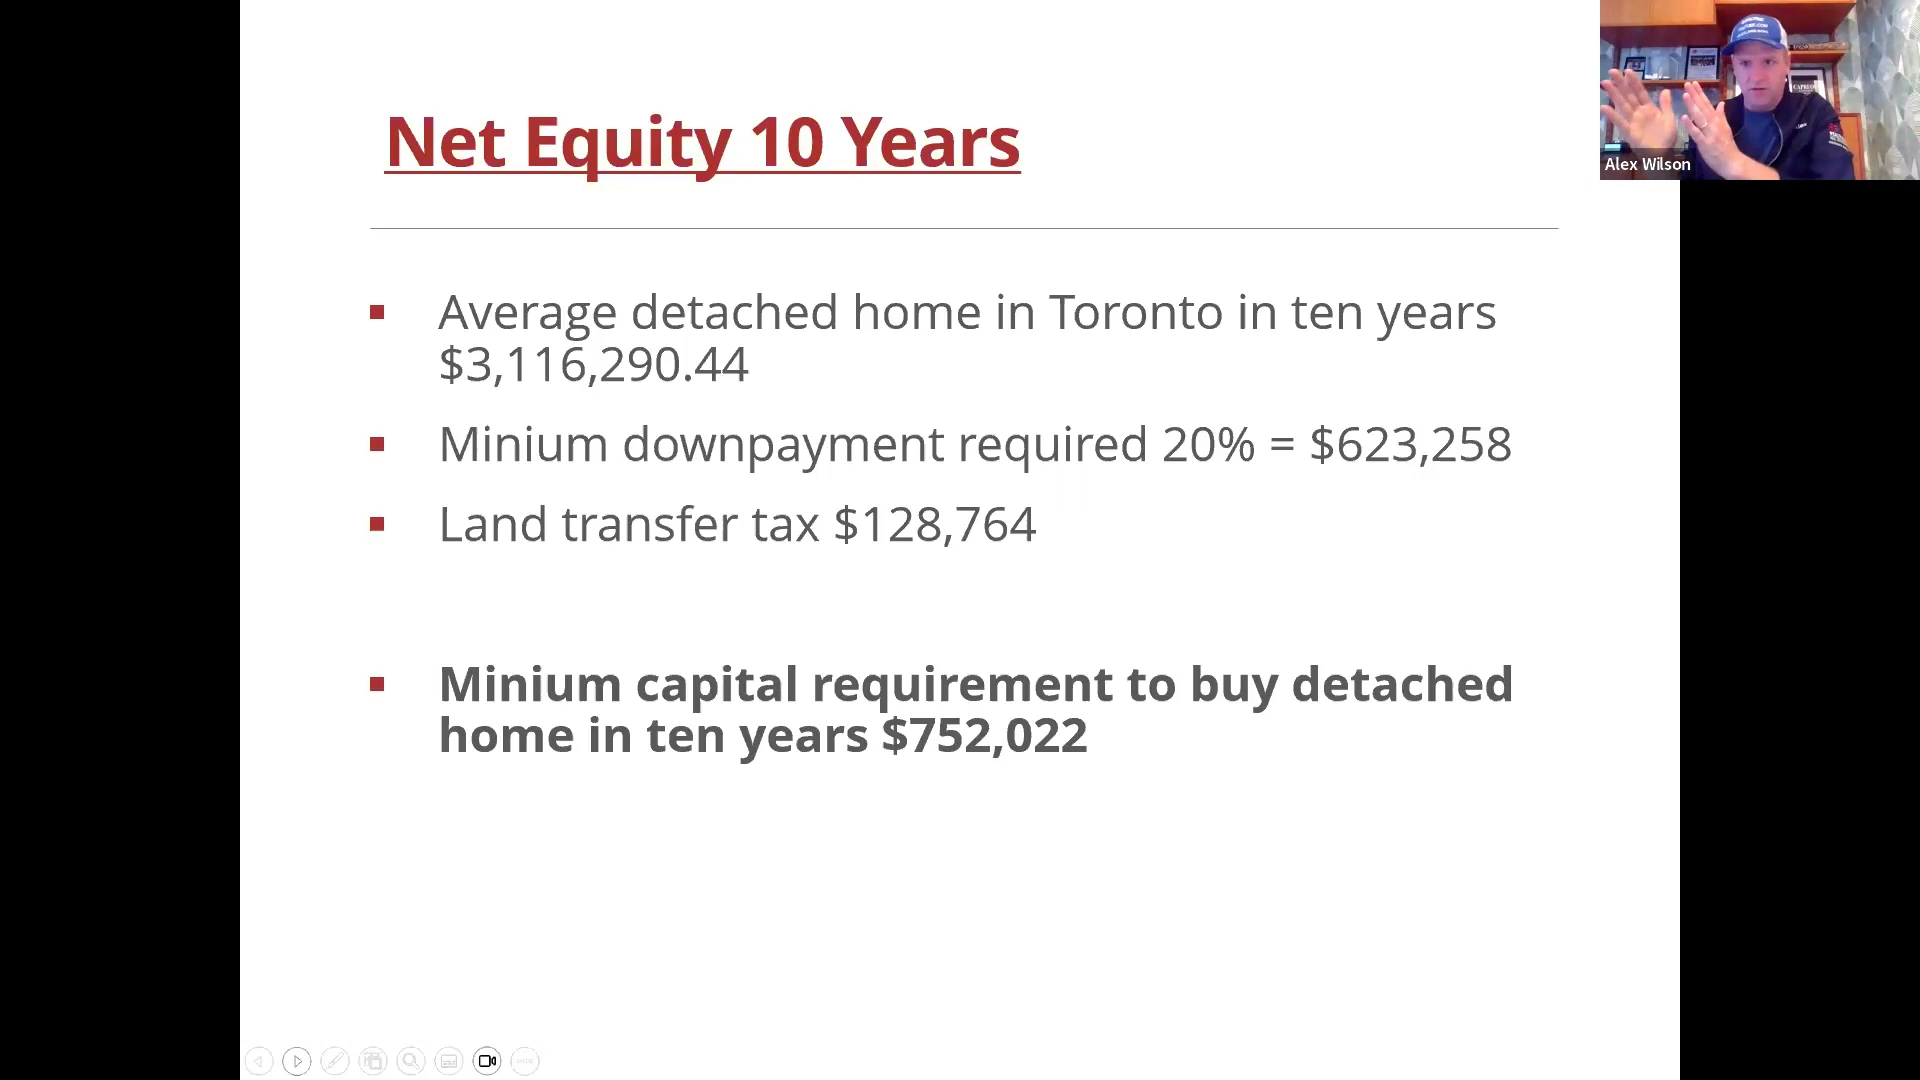 Net Equity 10 Years
Average detached home in Toronto in ten years
$3,116,290.44
Minium downpayment required 20% = $623,258
Land transfer tax $128,764
Minium capital requirement to buy detached
home in ten years $752,022
Alex Wilson